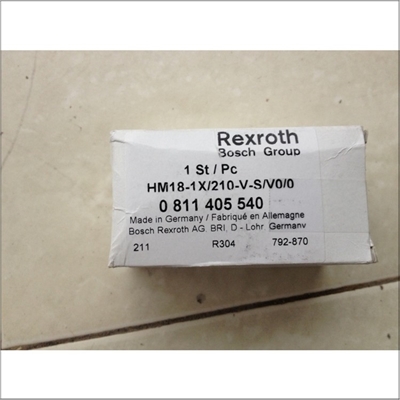 Rexroth
Bosch Group
1 St / Pc
HM18-1X/210-V-S/V0/0
0 811 405 540
Made in Germany / Fabriqué en Allemagne
Bosch Rexroth AG. BRI, D - Lohr Germany
211 R304 792-870